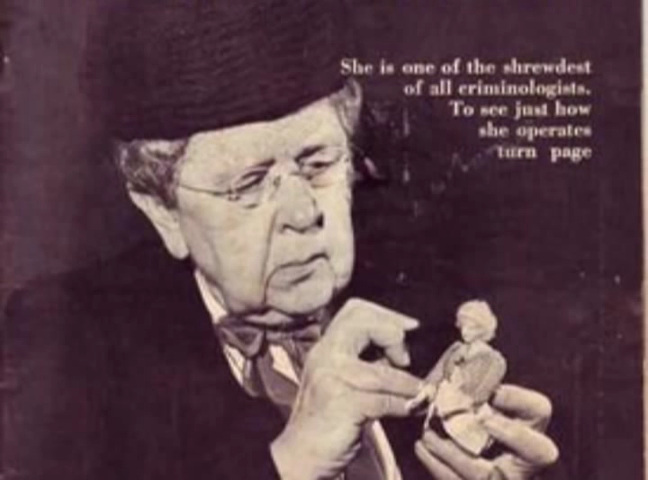 She is one of the shrewdest
of all criminologists.
To see just how
she operates
turn page